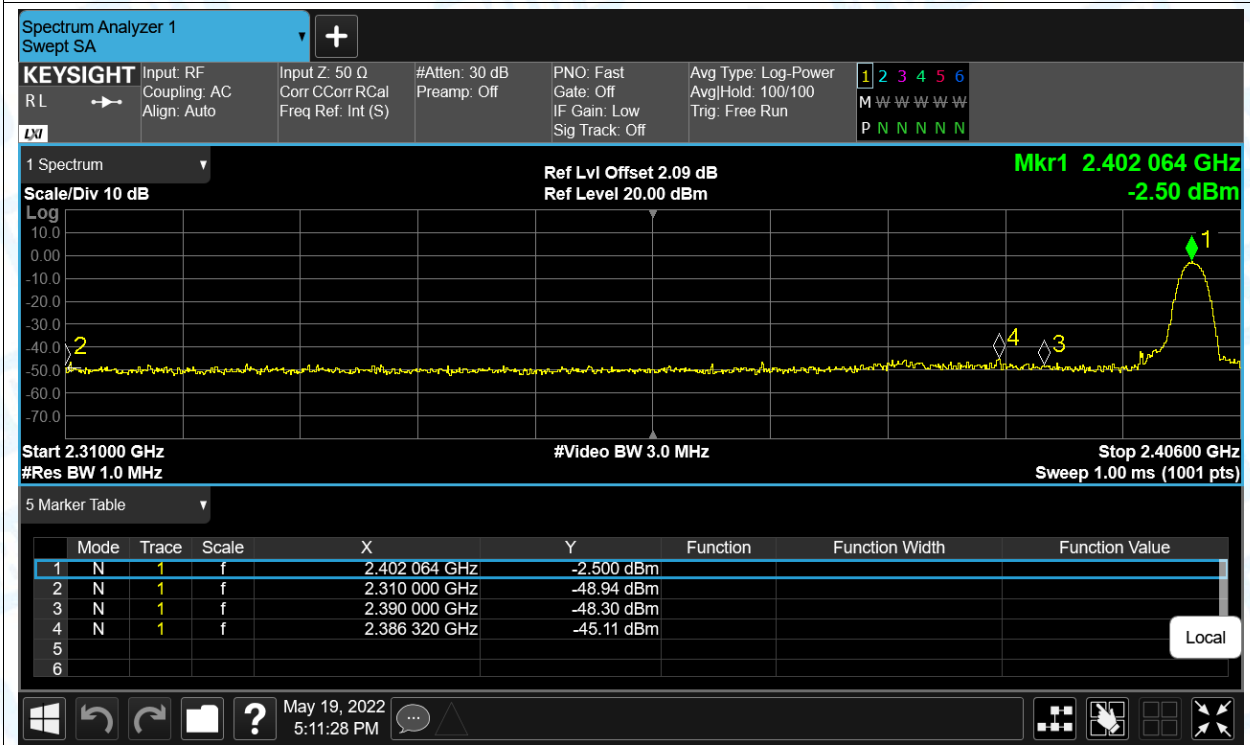 Spectrum Analyzer 1
Swept SA
KEYSIGHT Input: RF Input Z: 50 Ω #Atten: 30 dB PNO: Fast Avg Type: Log-Power 1 2 3 4 5 6
R L Coupling: AC Corr CCorr RCal Preamp: Off Gate: Off Avg|Hold: 100/100 M W W W W W W
Align: Auto Freq Ref: Int (S) IF Gain: Low Trig: Free Run
LXI Sig Track: Off P N N N N N
1 Spectrum Ref Lvl Offset 2.09 dB Mkr1 2.402 064 GHz
Scale/Div 10 dB Ref Level 20.00 dBm -2.50 dBm
Log
10.0
1
0.00
-10.0
-20.0
-30.0
-40.0 2 4 3
-50.0
-60.0
-70.0
Start 2.31000 GHz #Video BW 3.0 MHz Stop 2.40600 GHz
#Res BW 1.0 MHz Sweep 1.00 ms (1001 pts)
5 Marker Table
Mode Trace Scale X Y Function Function Width Function Value
1 N 1 f 2.402 064 GHz -2.500 dBm
2 N 1 f 2.310 000 GHz -48.94 dBm
3 N 1 f 2.390 000 GHz -48.30 dBm
4 N 1 f 2.386 320 GHz -45.11 dBm
5
6
Local
? May 19, 2022
5:11:28 PM